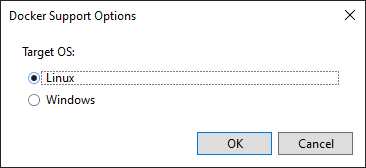 Docker Support Options
Target OS:
Linux
Windows
OK
Cancel